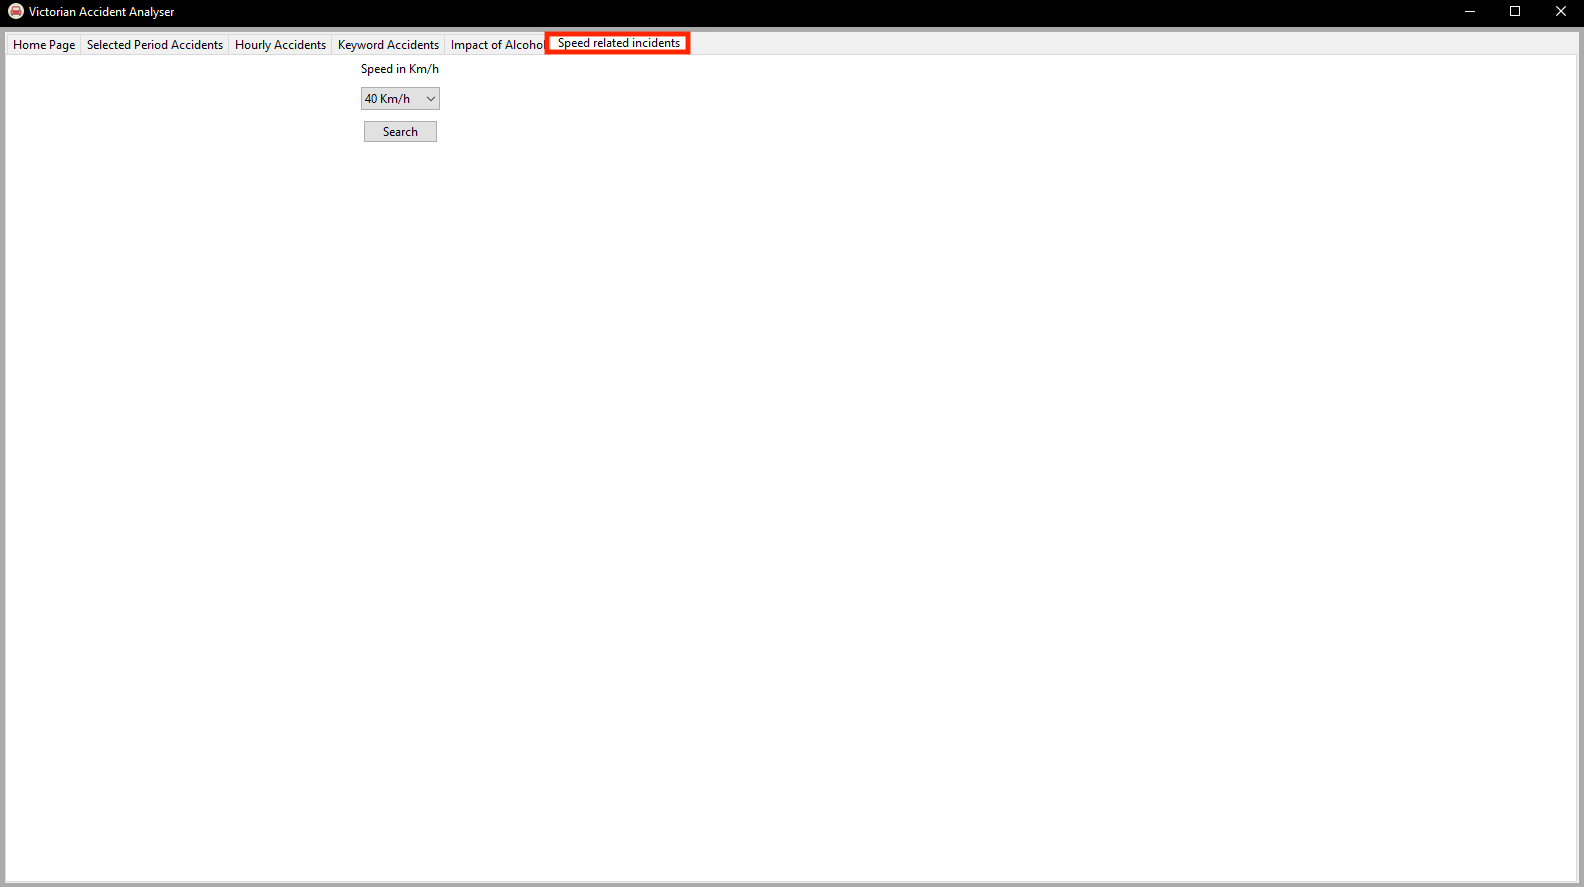 Victorian Accident Analyser
Home Page Selected Period Accidents Hourly Accidents Keyword Accidents Impact of Alcohol Speed related incidents
Speed in Km/h
40 Km/h
Search